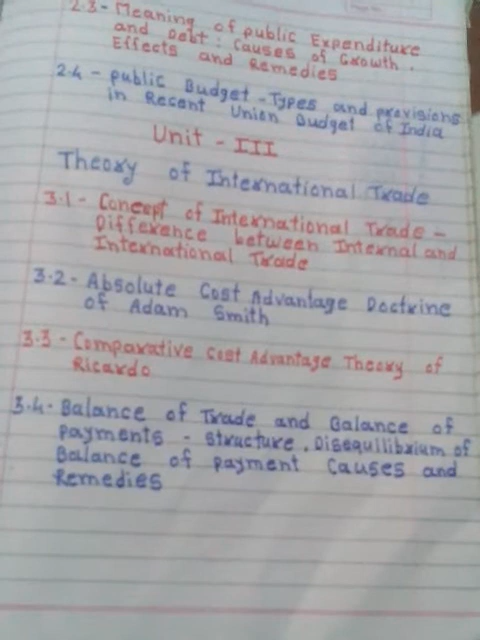 2.3- Meaning of public Expenditure
and Debt: Causes of Growth.
Effects and Remedies
2.4 - public Budget - Types and provisions
in Recent Union Budget of India
Unit - III
Theory of International Trade
3.1 - Concept of International Trade -
Difference between Internal and
International Trade
3.2 - Absolute Cost Advantage Doctrine
of Adam Smith
3.3 - Comparative Cost Advantage Theory of
Ricardo
3.4 - Balance of Trade and Balance of
payments - structure. Disequilibrium of
Balance of payment Causes and
Remedies